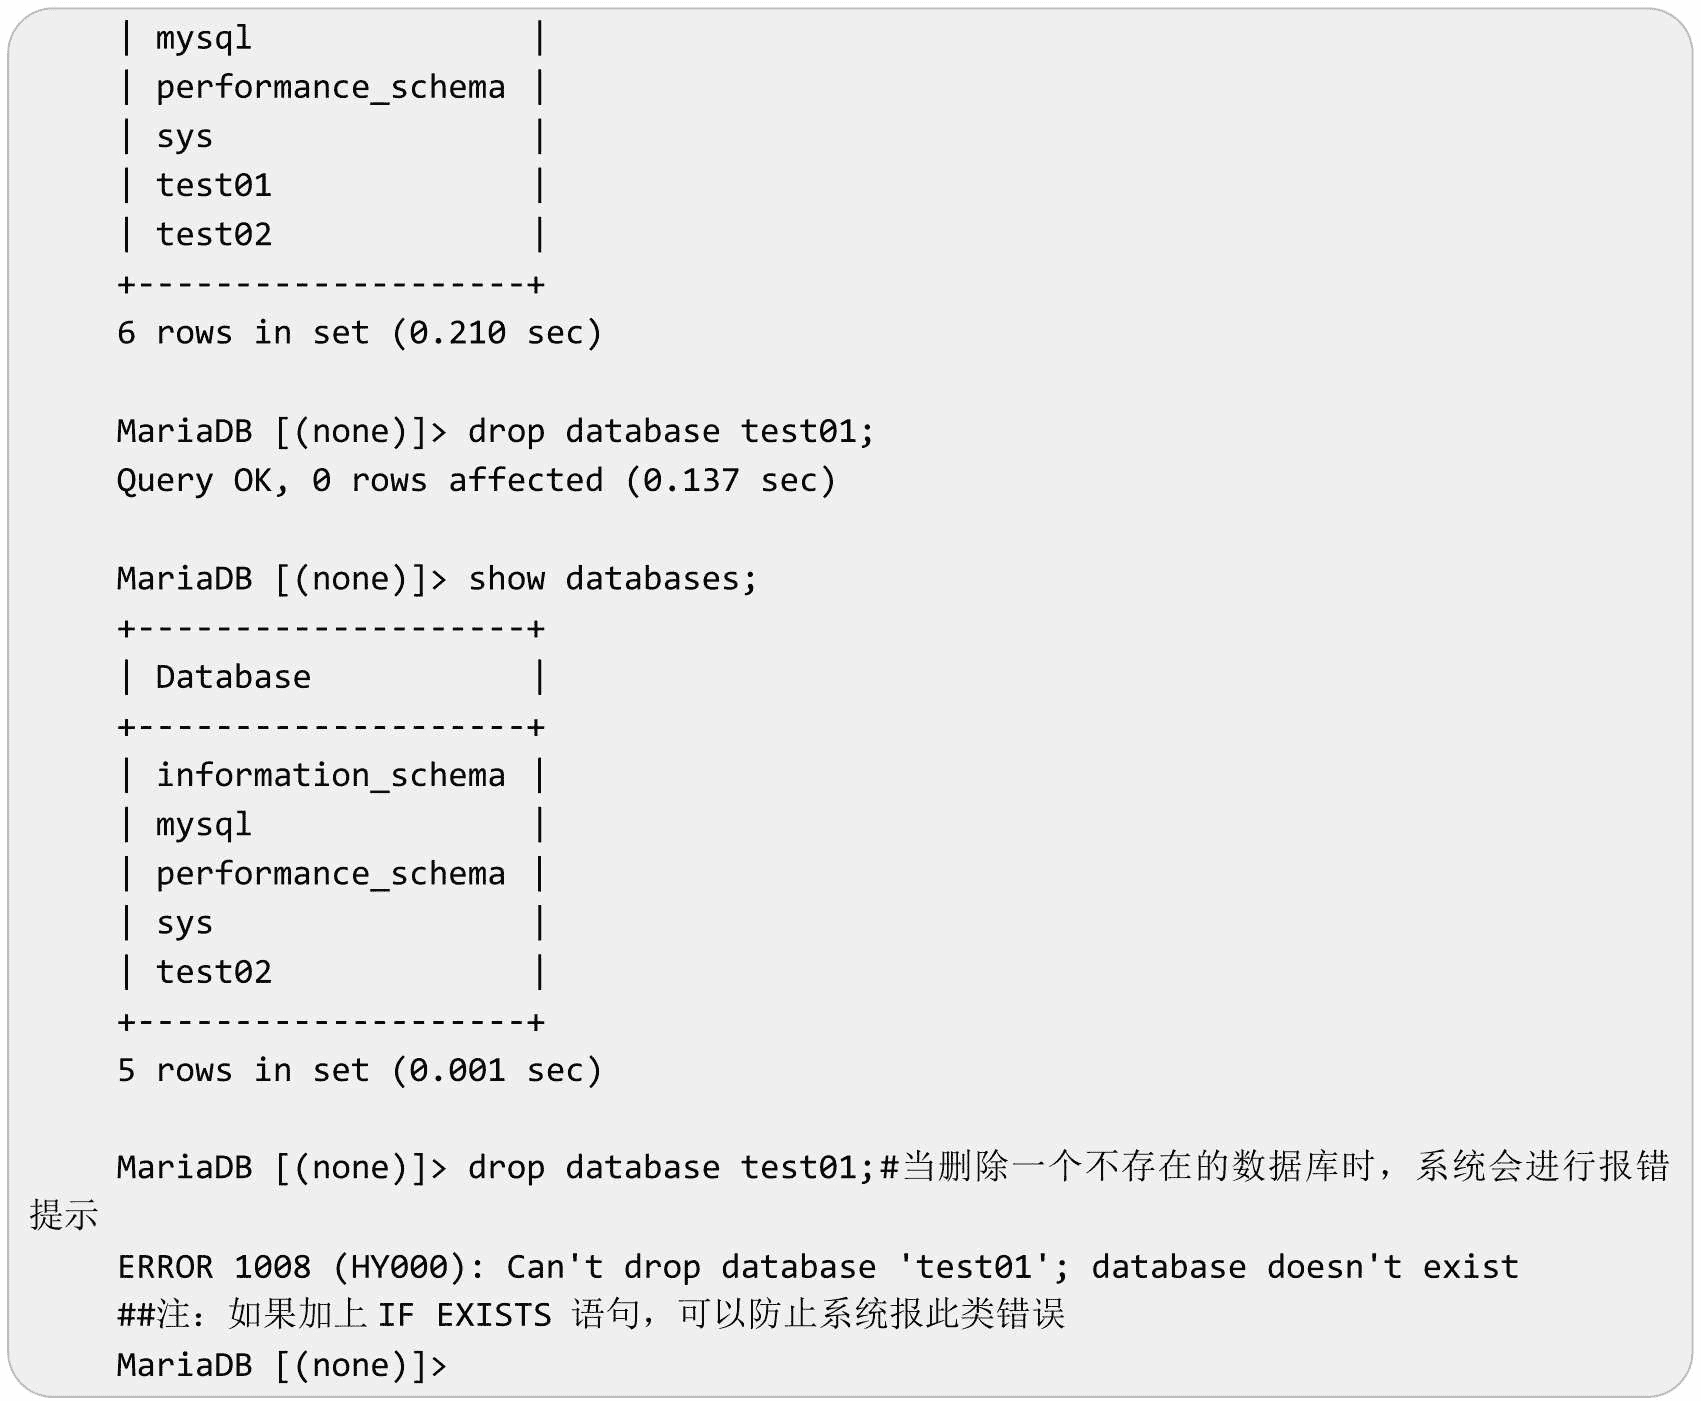 | mysql              |
| performance_schema |
| sys                |
| test01             |
| test02             |
+--------------------+
6 rows in set (0.210 sec)

MariaDB [(none)]> drop database test01;
Query OK, 0 rows affected (0.137 sec)

MariaDB [(none)]> show databases;
+--------------------+
| Database           |
+--------------------+
| information_schema |
| mysql              |
| performance_schema |
| sys                |
| test02             |
+--------------------+
5 rows in set (0.001 sec)

MariaDB [(none)]> drop database test01;#当删除一个不存在的数据库时，系统会进行报错
提示
ERROR 1008 (HY000): Can't drop database 'test01'; database doesn't exist
##注：如果加上 IF EXISTS 语句，可以防止系统报此类错误
MariaDB [(none)]>